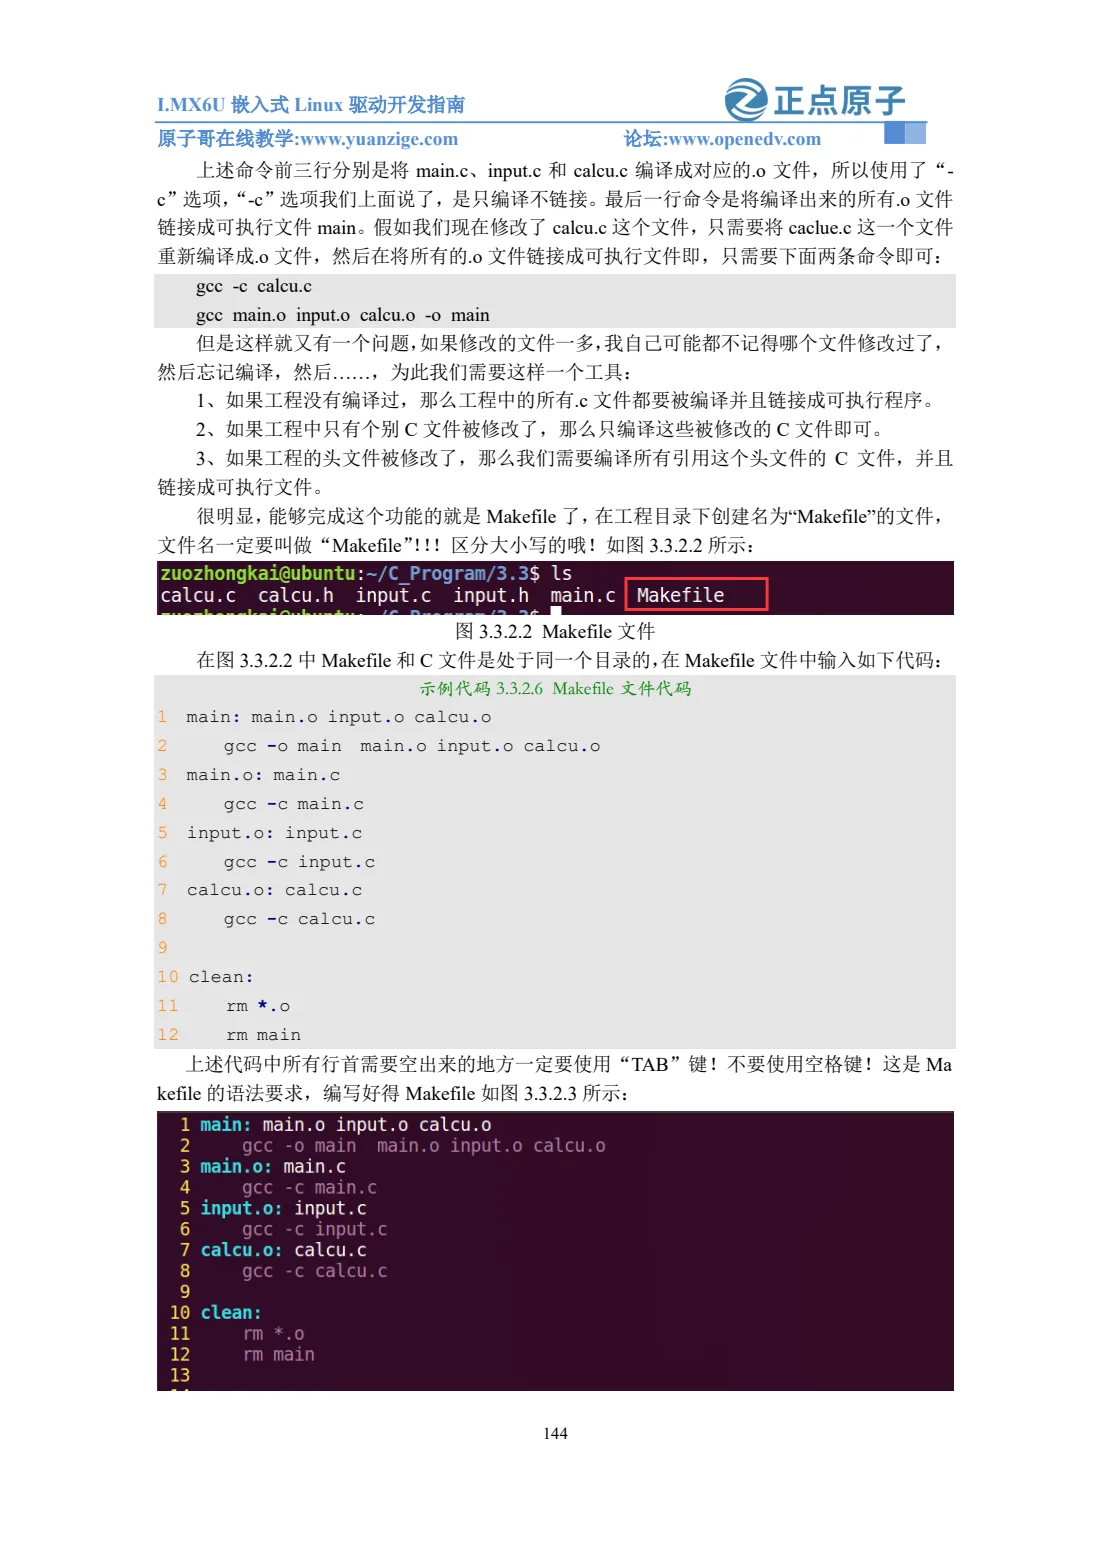 I.MX6U 嵌入式 Linux 驱动开发指南
正点原子
原子哥在线教学:www.yuanzige.com 论坛:www.openedv.com
上述命令前三行分别是将 main.c、input.c 和 calcu.c 编译成对应的.o 文件，所以使用了“-
c”选项，“-c”选项我们上面说了，是只编译不链接。最后一行命令是将编译出来的所有.o 文件
链接成可执行文件 main。假如我们现在修改了 calcu.c 这个文件，只需要将 caclue.c 这一个文件
重新编译成.o 文件，然后在将所有的.o 文件链接成可执行文件即，只需要下面两条命令即可：
gcc -c calcu.c
gcc main.o input.o calcu.o -o main
但是这样就又有一个问题，如果修改的文件一多，我自己可能都不记得哪个文件修改过了，
然后忘记编译，然后……，为此我们需要这样一个工具：
1、如果工程没有编译过，那么工程中的所有.c 文件都要被编译并且链接成可执行程序。
2、如果工程中只有个别 C 文件被修改了，那么只编译这些被修改的 C 文件即可。
3、如果工程的头文件被修改了，那么我们需要编译所有引用这个头文件的 C 文件，并且
链接成可执行文件。
很明显，能够完成这个功能的就是 Makefile 了，在工程目录下创建名为“Makefile”的文件，
文件名一定要叫做“Makefile”！！！区分大小写的哦！如图 3.3.2.2 所示：
zuozhongkai@ubuntu:~/C_Program/3.3$ ls
calcu.c calcu.h input.c input.h main.c Makefile
zuozhongkai@ubuntu:~/C_Program/3.3$
图 3.3.2.2 Makefile 文件
在图 3.3.2.2 中 Makefile 和 C 文件是处于同一个目录的，在 Makefile 文件中输入如下代码：
示例代码 3.3.2.6 Makefile 文件代码
1 main: main.o input.o calcu.o
2 gcc -o main main.o input.o calcu.o
3 main.o: main.c
4 gcc -c main.c
5 input.o: input.c
6 gcc -c input.c
7 calcu.o: calcu.c
8 gcc -c calcu.c
9
10 clean:
11 rm *.o
12 rm main
上述代码中所有行首需要空出来的地方一定要使用“TAB”键！不要使用空格键！这是 Ma
kefile 的语法要求，编写好得 Makefile 如图 3.3.2.3 所示：
1 main: main.o input.o calcu.o
2 gcc -o main main.o input.o calcu.o
3 main.o: main.c
4 gcc -c main.c
5 input.o: input.c
6 gcc -c input.c
7 calcu.o: calcu.c
8 gcc -c calcu.c
9
10 clean:
11 rm *.o
12 rm main
13
144